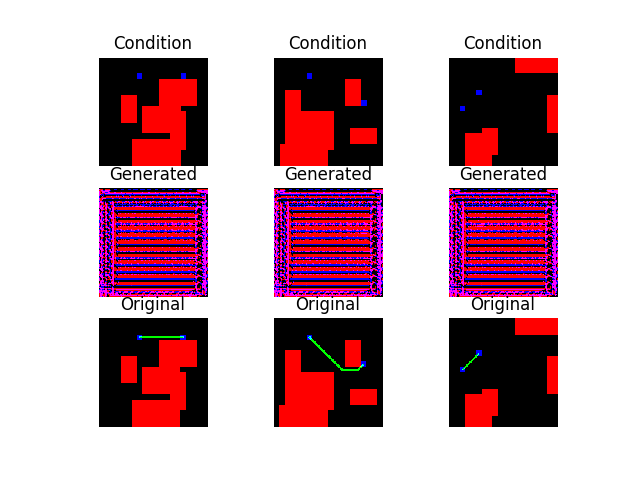 Condition Condition Condition
Generated Generated Generated
Original Original Original